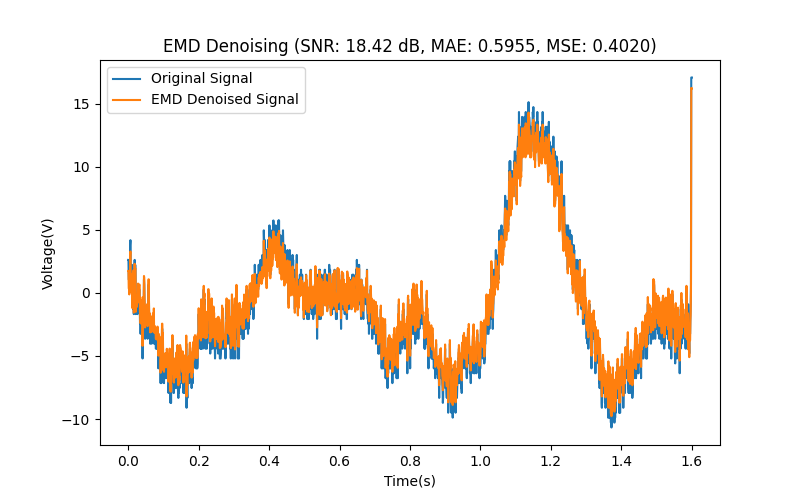 EMD Denoising (SNR: 18.42 dB, MAE: 0.5955, MSE: 0.4020)
Original Signal
EMD Denoised Signal
Voltage(V)
15
10
5
0
−5
−10
0.0 0.2 0.4 0.6 0.8 1.0 1.2 1.4 1.6
Time(s)